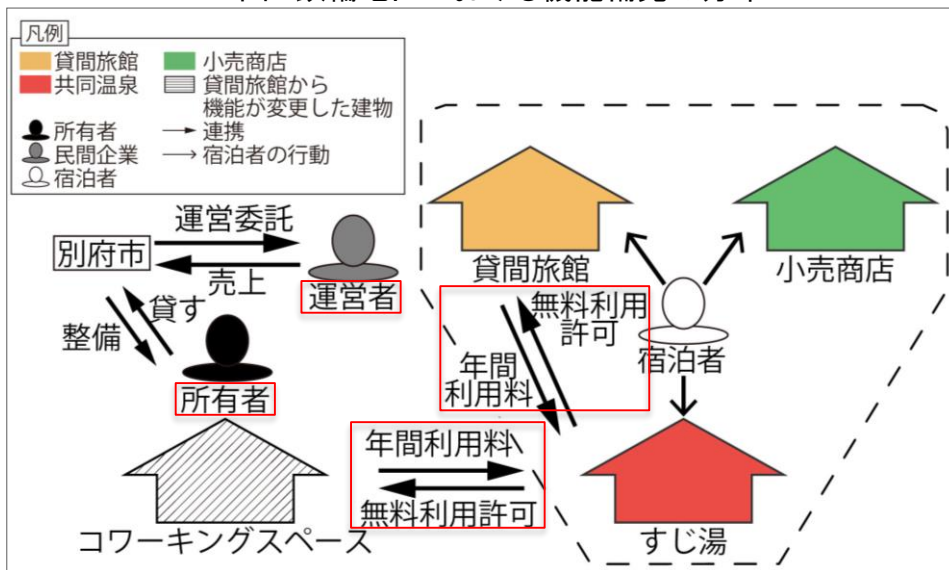 凡例
貸間旅館
小売商店
共同温泉
貸間旅館から
機能が変更した建物
所有者
連携
民間企業
宿泊者の行動
宿泊者
運営委託
別府市
売上
運営者
貸す
整備
所有者
コワーキングスペース
貸間旅館
小売商店
無料利用
許可
年間
利用料
宿泊者
年間利用料
無料利用許可
すじ湯